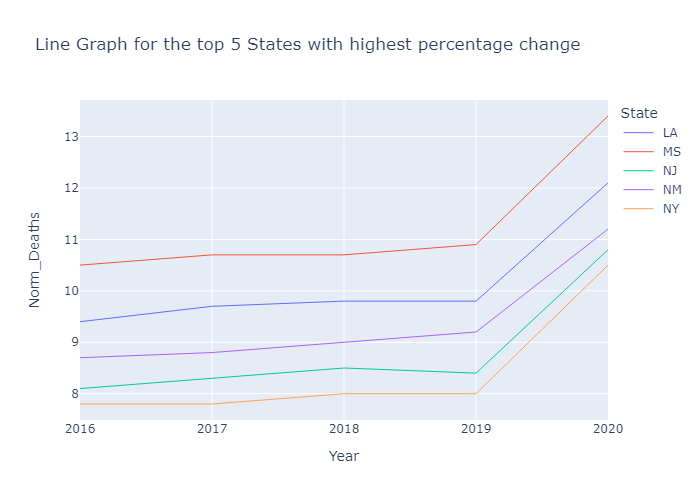 Line Graph for the top 5 States with highest percentage change
State
LA
MS
NJ
NM
NY
13
12
11
10
9
8
Norm_Deaths
2016
2017
2018
2019
2020
Year